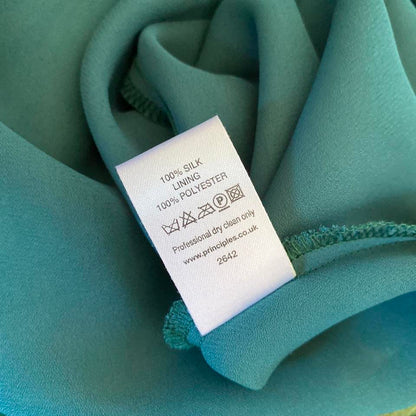 100% SILK
LINING
100% POLYESTER
P
Professional dry clean only
www.principles.co.uk
2642